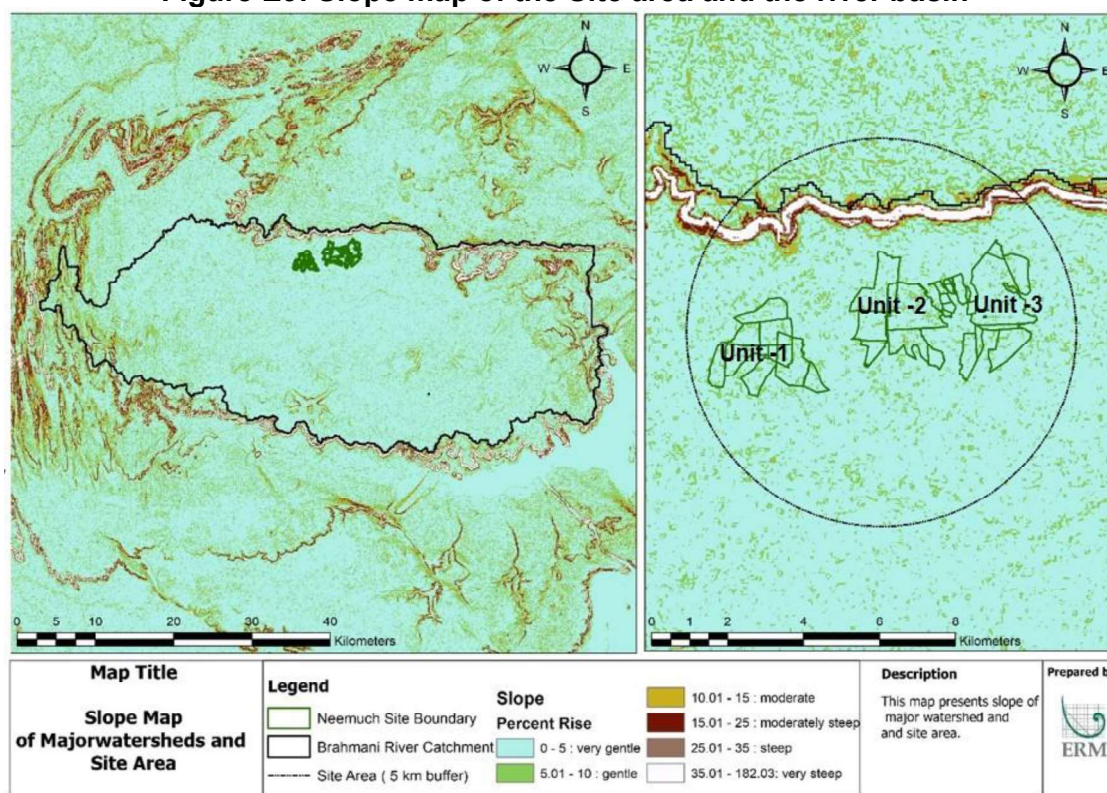 Figure 20: Slope map of the Site area and the river basin
N
W E
S
0 5 10 20 30 40
Kilometers
N
W E
S
Unit -1
Unit -2
Unit -3
0 1 2 4 6 8
Kilometers
Map Title
Slope Map
of Majorwatersheds and
Site Area
Legend
Neemuch Site Boundary
Brahmani River Catchment
Site Area ( 5 km buffer)
Slope
Percent Rise
0 - 5 : very gentle
5.01 - 10 : gentle
10.01 - 15 : moderate
15.01 - 25 : moderately steep
25.01 - 35 : steep
35.01 - 182.03: very steep
Description
This map presents slope of
major watershed and
and site area.
Prepared b
ERM